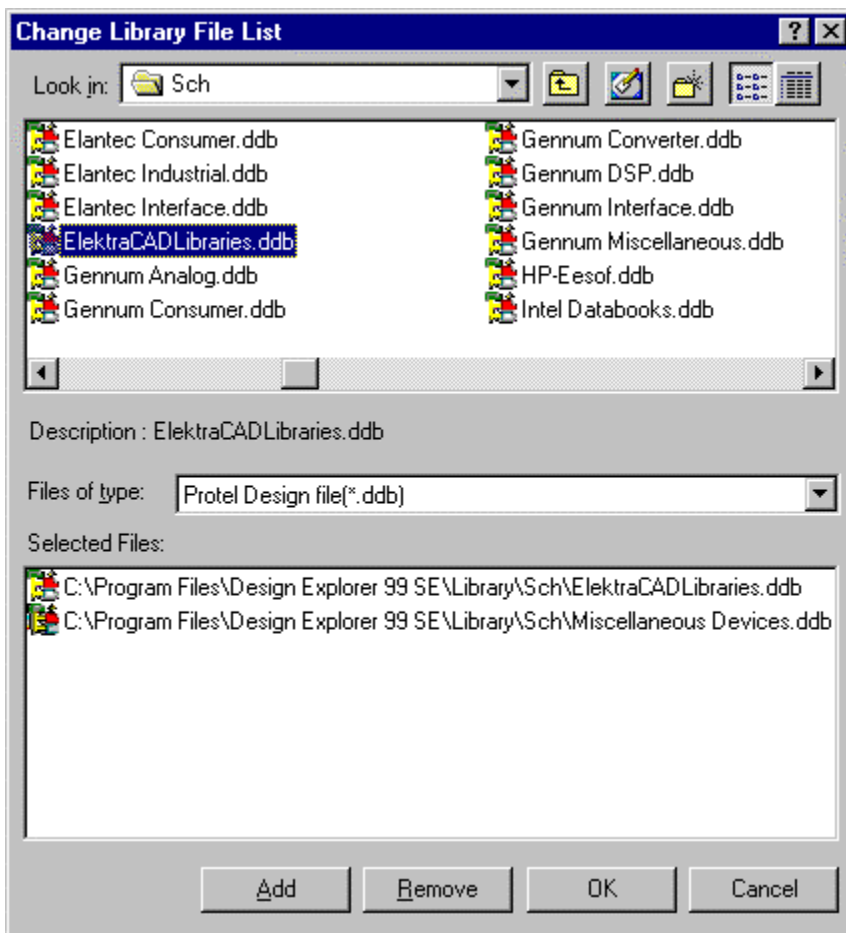 Change Library File List
Look in: Sch
Elantec Consumer.ddb
Elantec Industrial.ddb
Elantec Interface.ddb
ElektraCADLibraries.ddb
Gennum Analog.ddb
Gennum Consumer.ddb
Gennum Converter.ddb
Gennum DSP.ddb
Gennum Interface.ddb
Gennum Miscellaneous.ddb
HP-Eesof.ddb
Intel Databooks.ddb
Description : ElektraCADLibraries.ddb
Files of type: Protel Design file(*.ddb)
Selected Files:
C:\Program Files\Design Explorer 99 SE\Library\Sch\ElektraCADLibraries.ddb
C:\Program Files\Design Explorer 99 SE\Library\Sch\Miscellaneous Devices.ddb
Add Remove OK Cancel